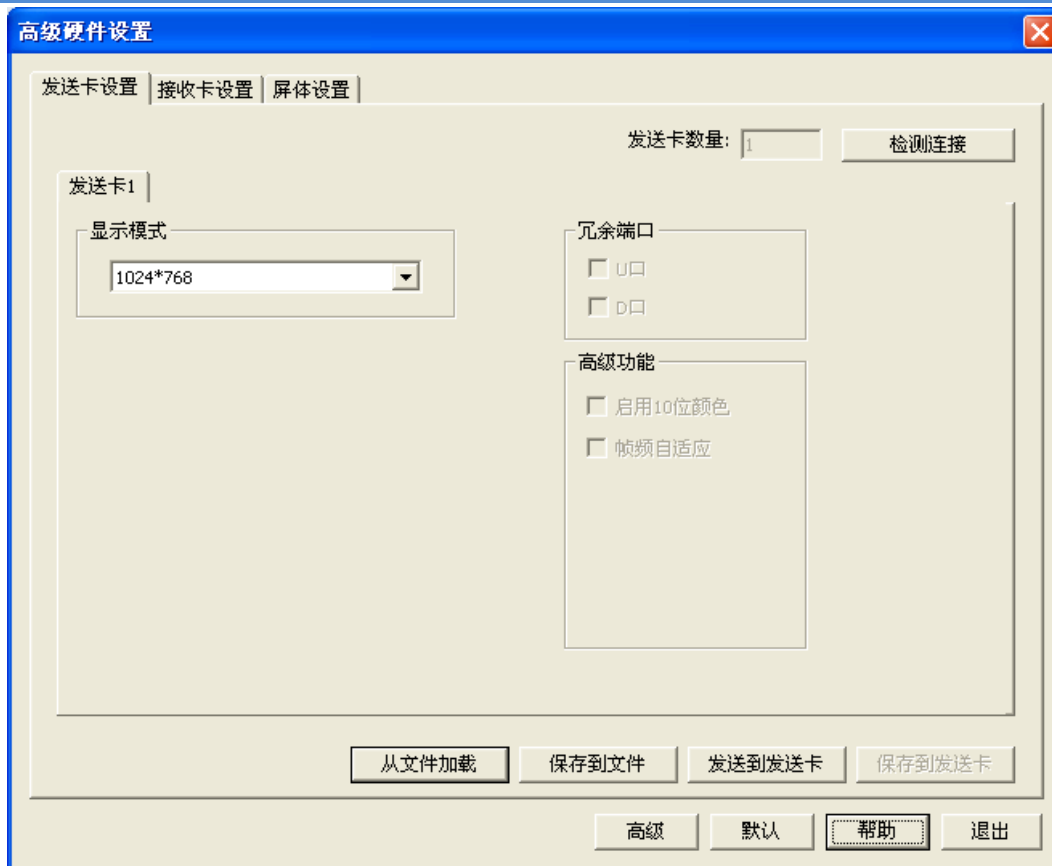 高级硬件设置
发送卡设置 接收卡设置 屏体设置
发送卡数量: 1 检测连接
发送卡1
显示模式
1024*768
冗余端口
U口
D口
高级功能
启用10位颜色
帧频自适应
从文件加载 保存到文件 发送到发送卡 保存到发送卡
高级 默认 帮助 退出